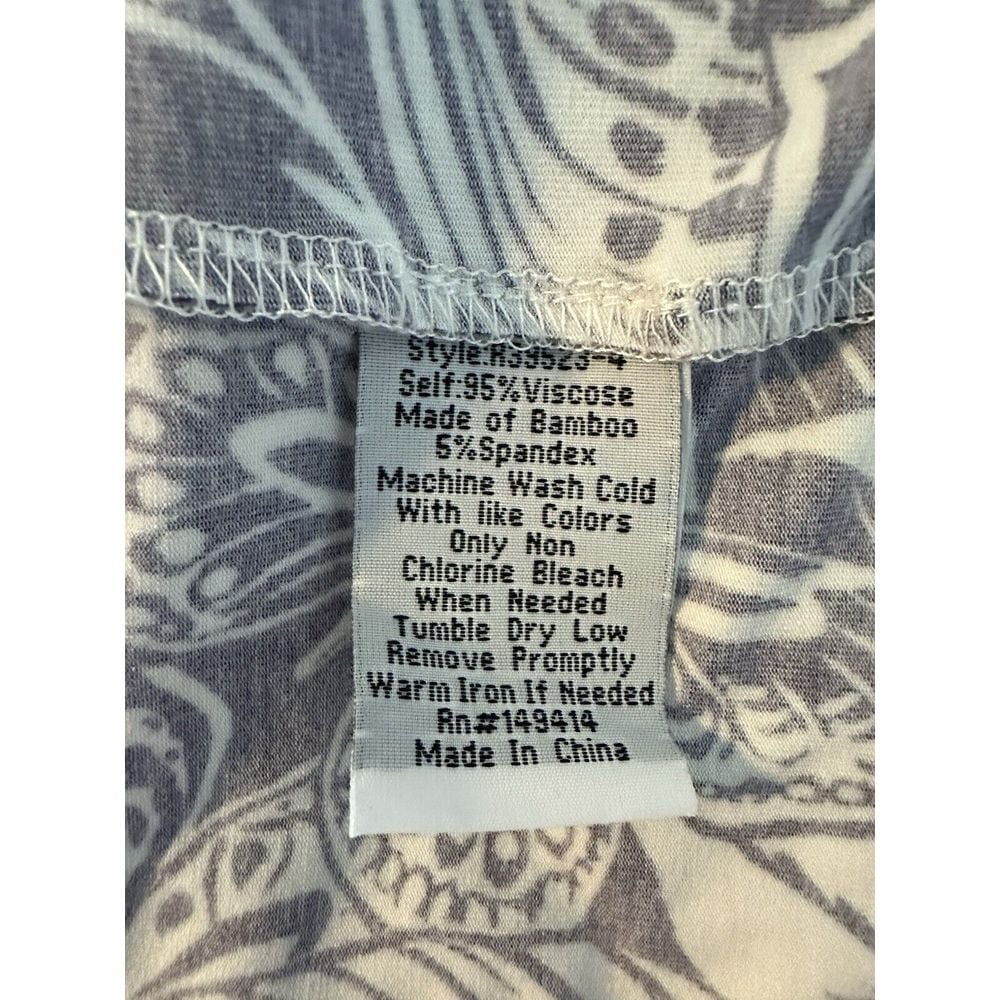 Style:R39523-4
Self:95%Viscose
Made of Bamboo
5%Spandex
Machine Wash Cold
With like Colors
Only Non
Chlorine Bleach
When Needed
Tumble Dry Low
Remove Promptly
Warm Iron If Needed
Rn#149414
Made In China